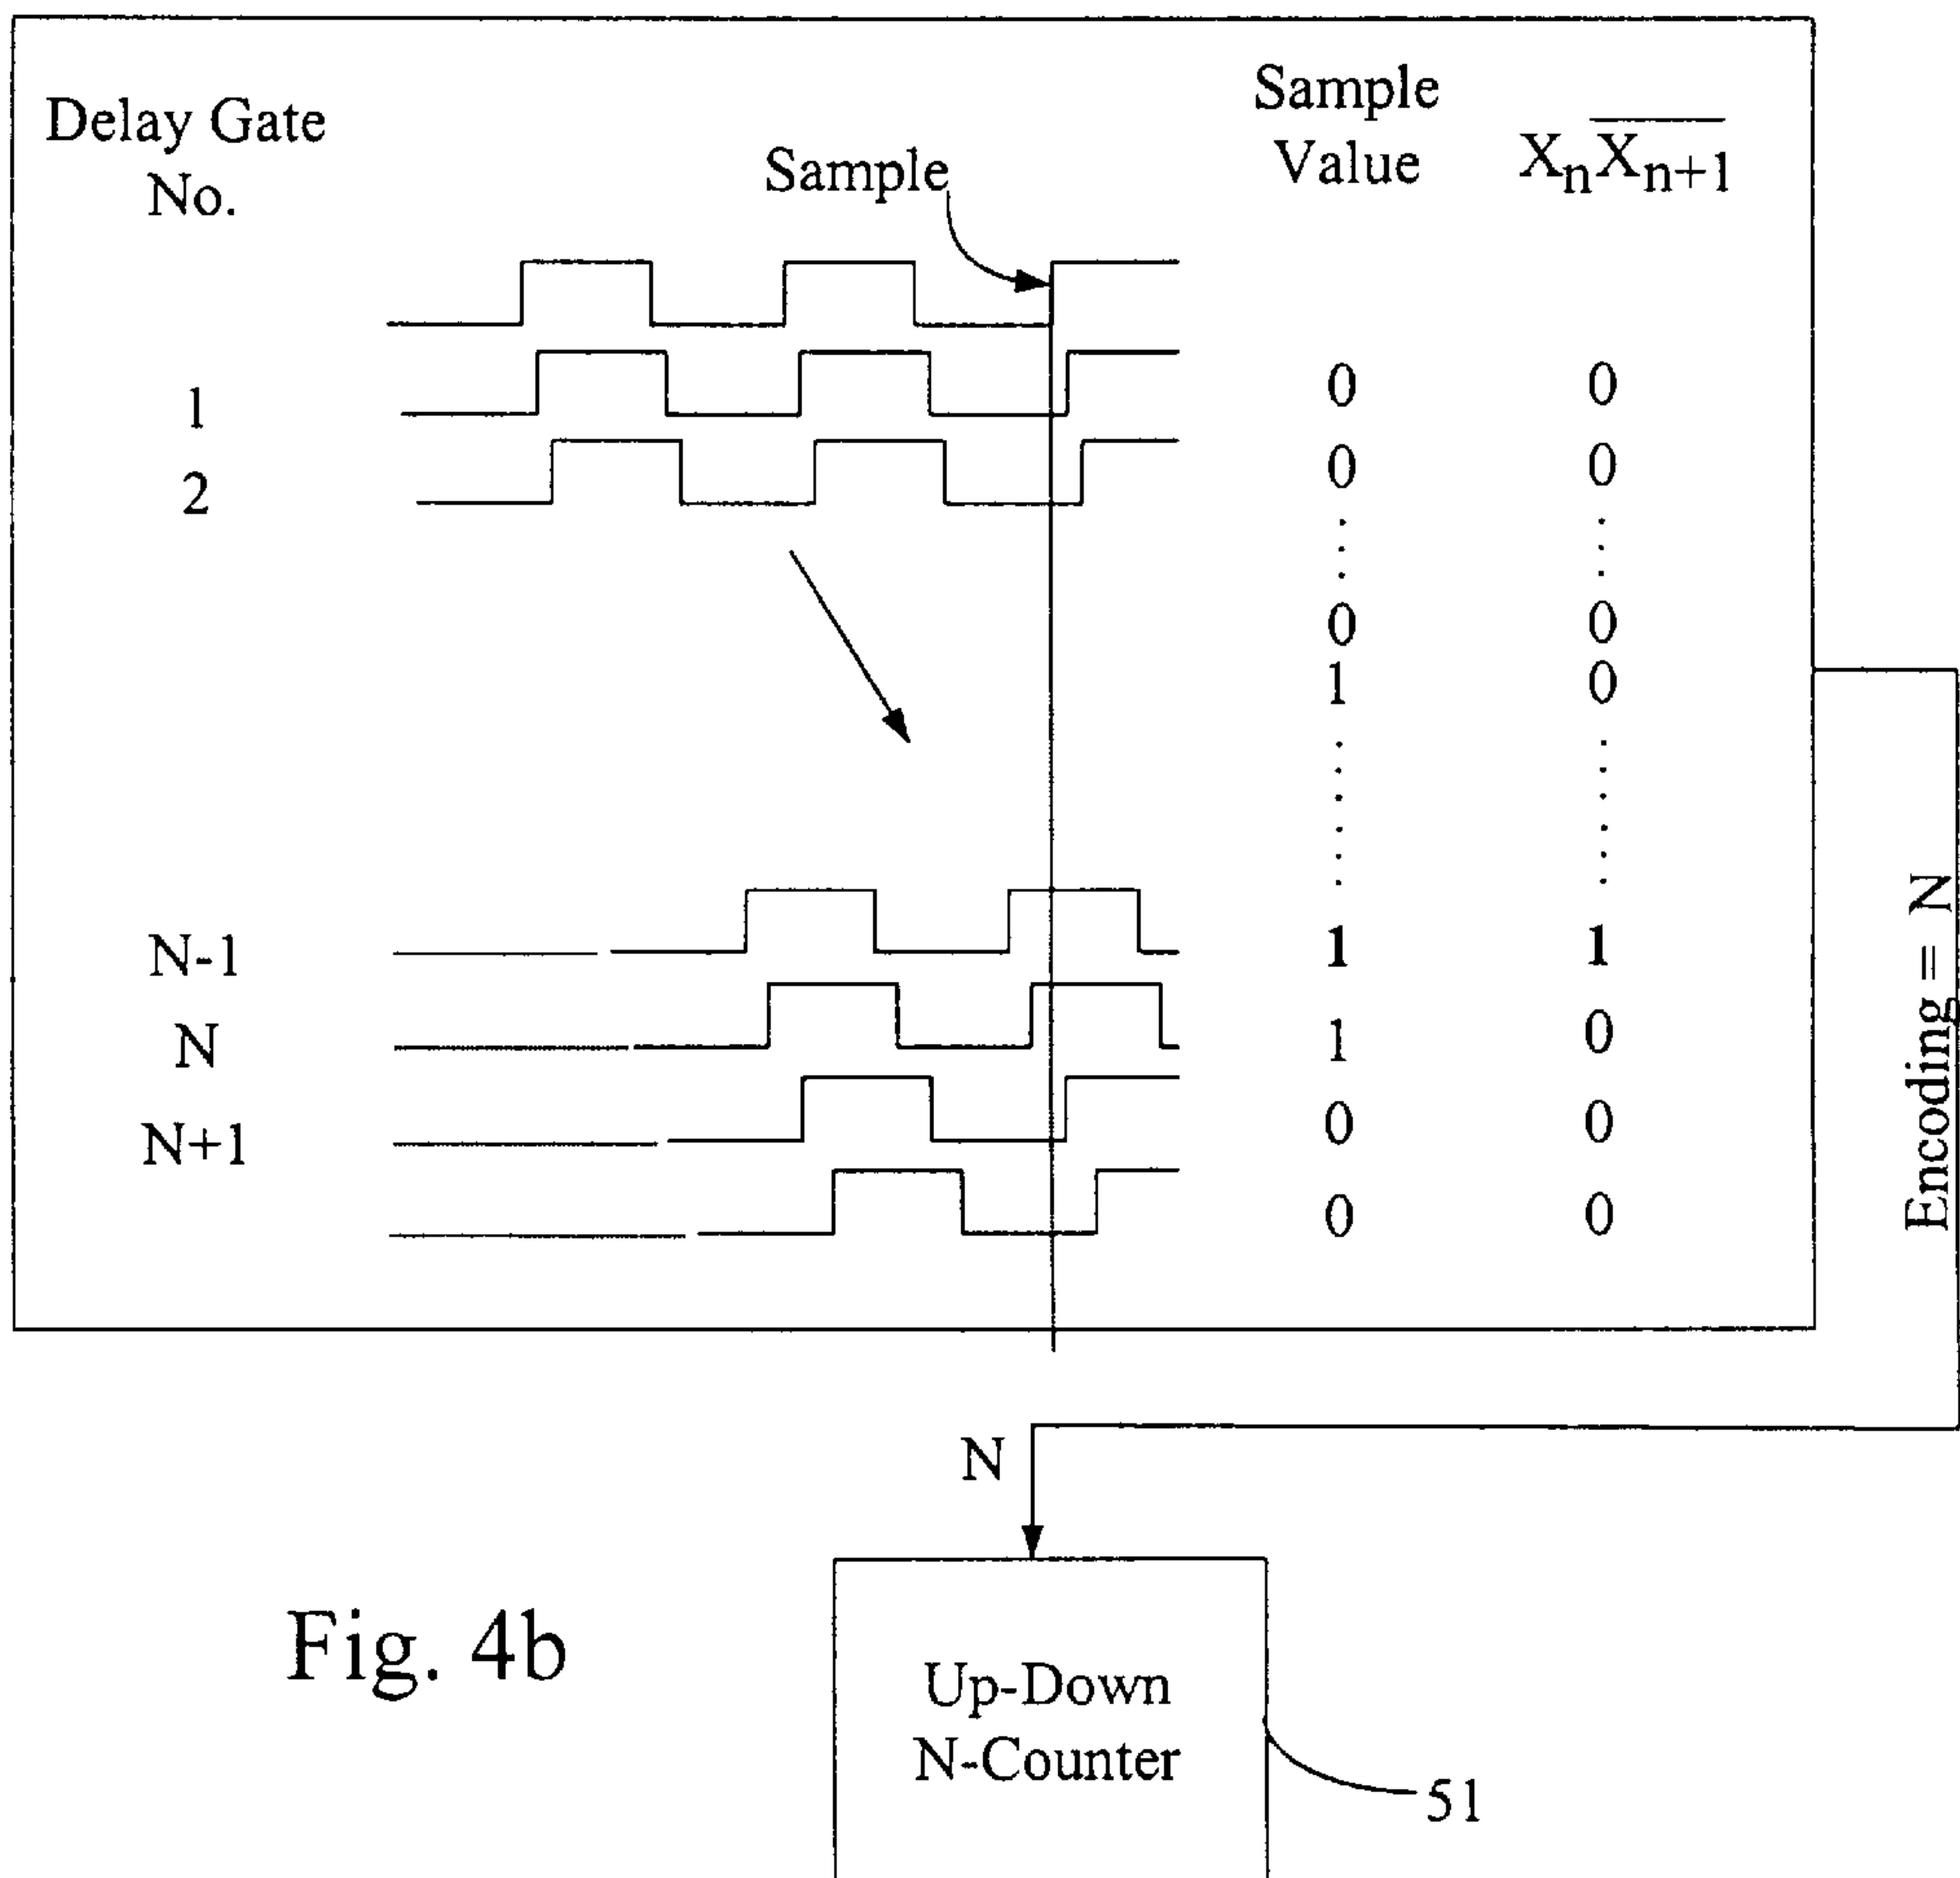 Delay Gate
No.
Sample
Sample
Value
XnX̅n̅+̅1̅
1 0 0
2 0 0
0 0
1 0
N-1 1 1
N 1 0
N+1 0 0
0 0
Encoding = N
N
Up-Down
N-Counter
51
Fig. 4b